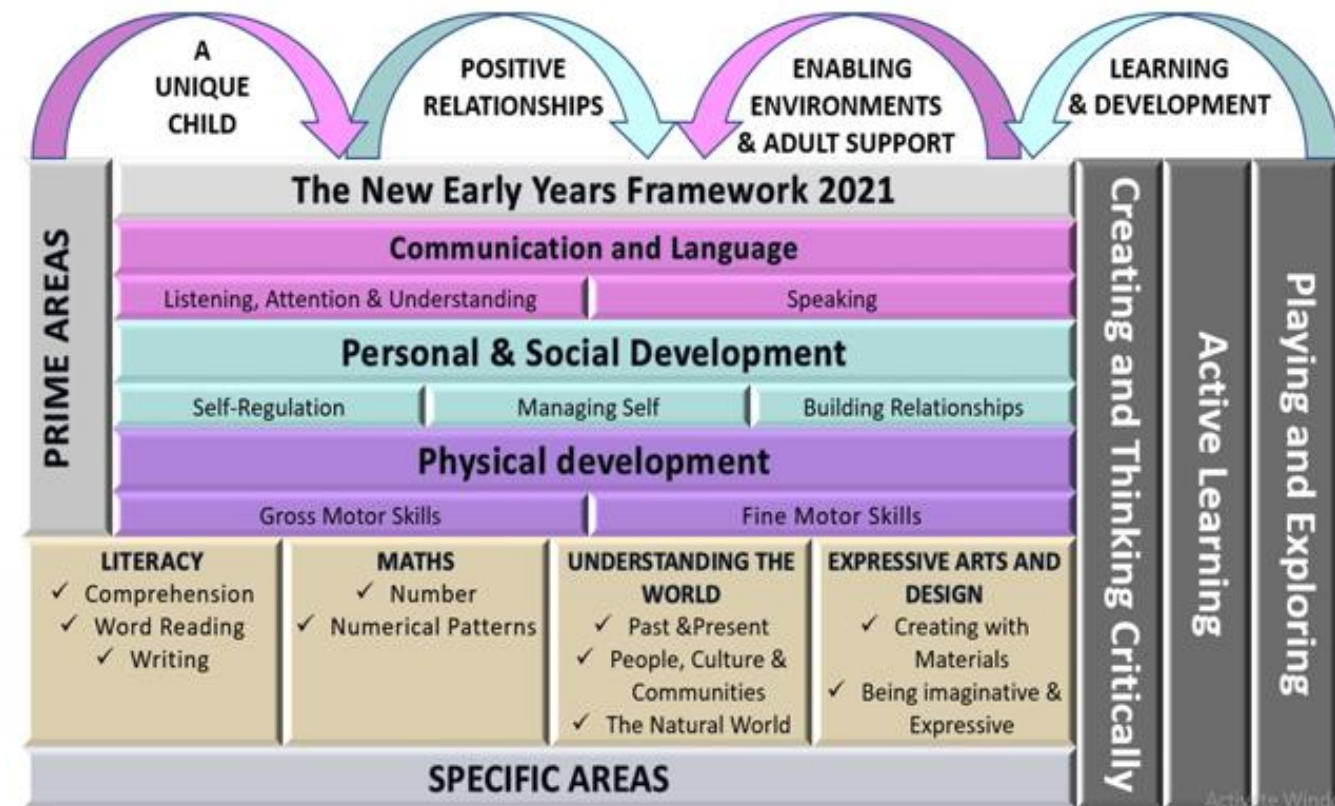 A
UNIQUE
CHILD
POSITIVE
RELATIONSHIPS
ENABLING
ENVIRONMENTS
& ADULT SUPPORT
LEARNING
& DEVELOPMENT
PRIME AREAS
The New Early Years Framework 2021
Communication and Language
Listening, Attention & Understanding
Speaking
Personal & Social Development
Self-Regulation
Managing Self
Building Relationships
Physical development
Gross Motor Skills
Fine Motor Skills
LITERACY
✓ Comprehension
✓ Word Reading
✓ Writing
MATHS
✓ Number
✓ Numerical Patterns
UNDERSTANDING THE
WORLD
✓ Past &Present
✓ People, Culture &
Communities
✓ The Natural World
EXPRESSIVE ARTS AND
DESIGN
✓ Creating with
Materials
✓ Being imaginative &
Expressive
SPECIFIC AREAS
Creating and Thinking Critically
Active Learning
Playing and Exploring
Activate Wind